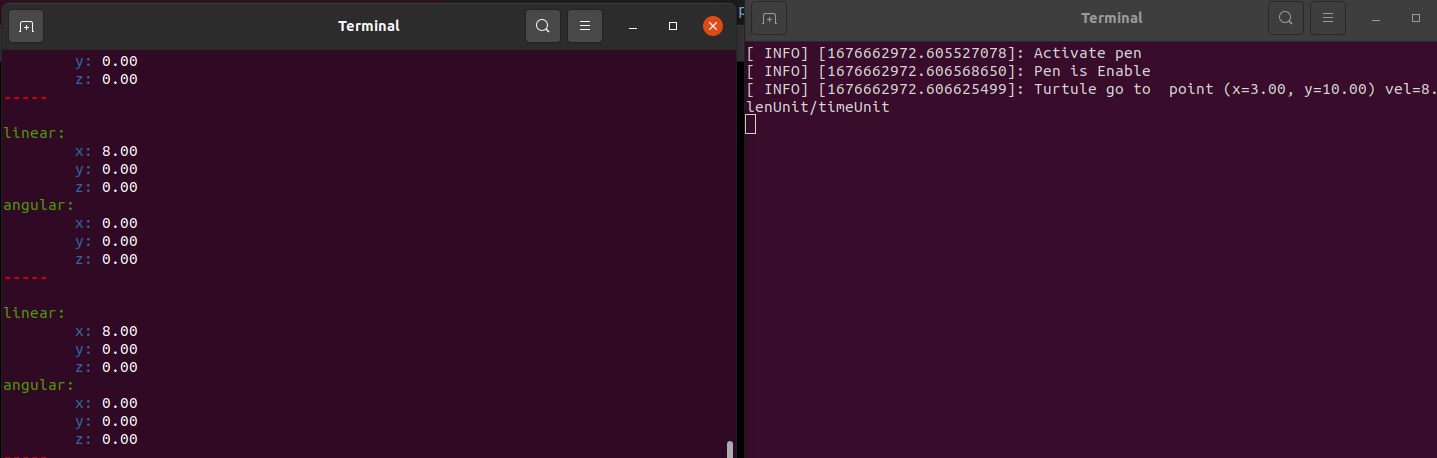 Terminal
y: 0.00
z: 0.00
-----
linear:
x: 8.00
y: 0.00
z: 0.00
angular:
x: 0.00
y: 0.00
z: 0.00
-----
linear:
x: 8.00
y: 0.00
z: 0.00
angular:
x: 0.00
y: 0.00
z: 0.00
Terminal
[ INFO] [1676662972.605527078]: Activate pen
[ INFO] [1676662972.606568650]: Pen is Enable
[ INFO] [1676662972.606625499]: Turtule go to  point (x=3.00, y=10.00) vel=8.
lenUnit/timeUnit